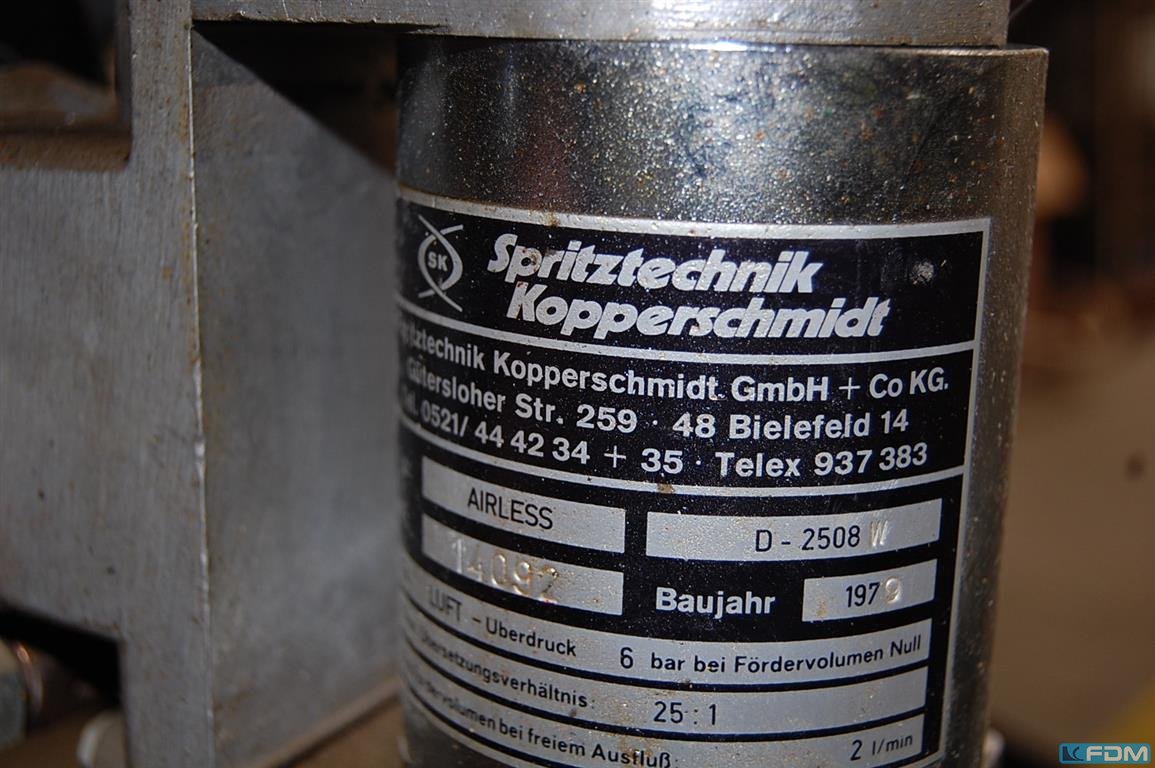 SK
Spritztechnik
Kopperschmidt
Spritztechnik Kopperschmidt GmbH + Co KG.
Gütersloher Str. 259 · 48 Bielefeld 14
Tel. 0521/ 44 42 34 + 35 · Telex 937 383
AIRLESS D - 2508 W
14092 Baujahr 1979
LUFT - Überdruck 6 bar bei Fördervolumen Null
Übersetzungsverhältnis: 25 : 1
bei freiem Ausfluß: 2 l/min
FDM